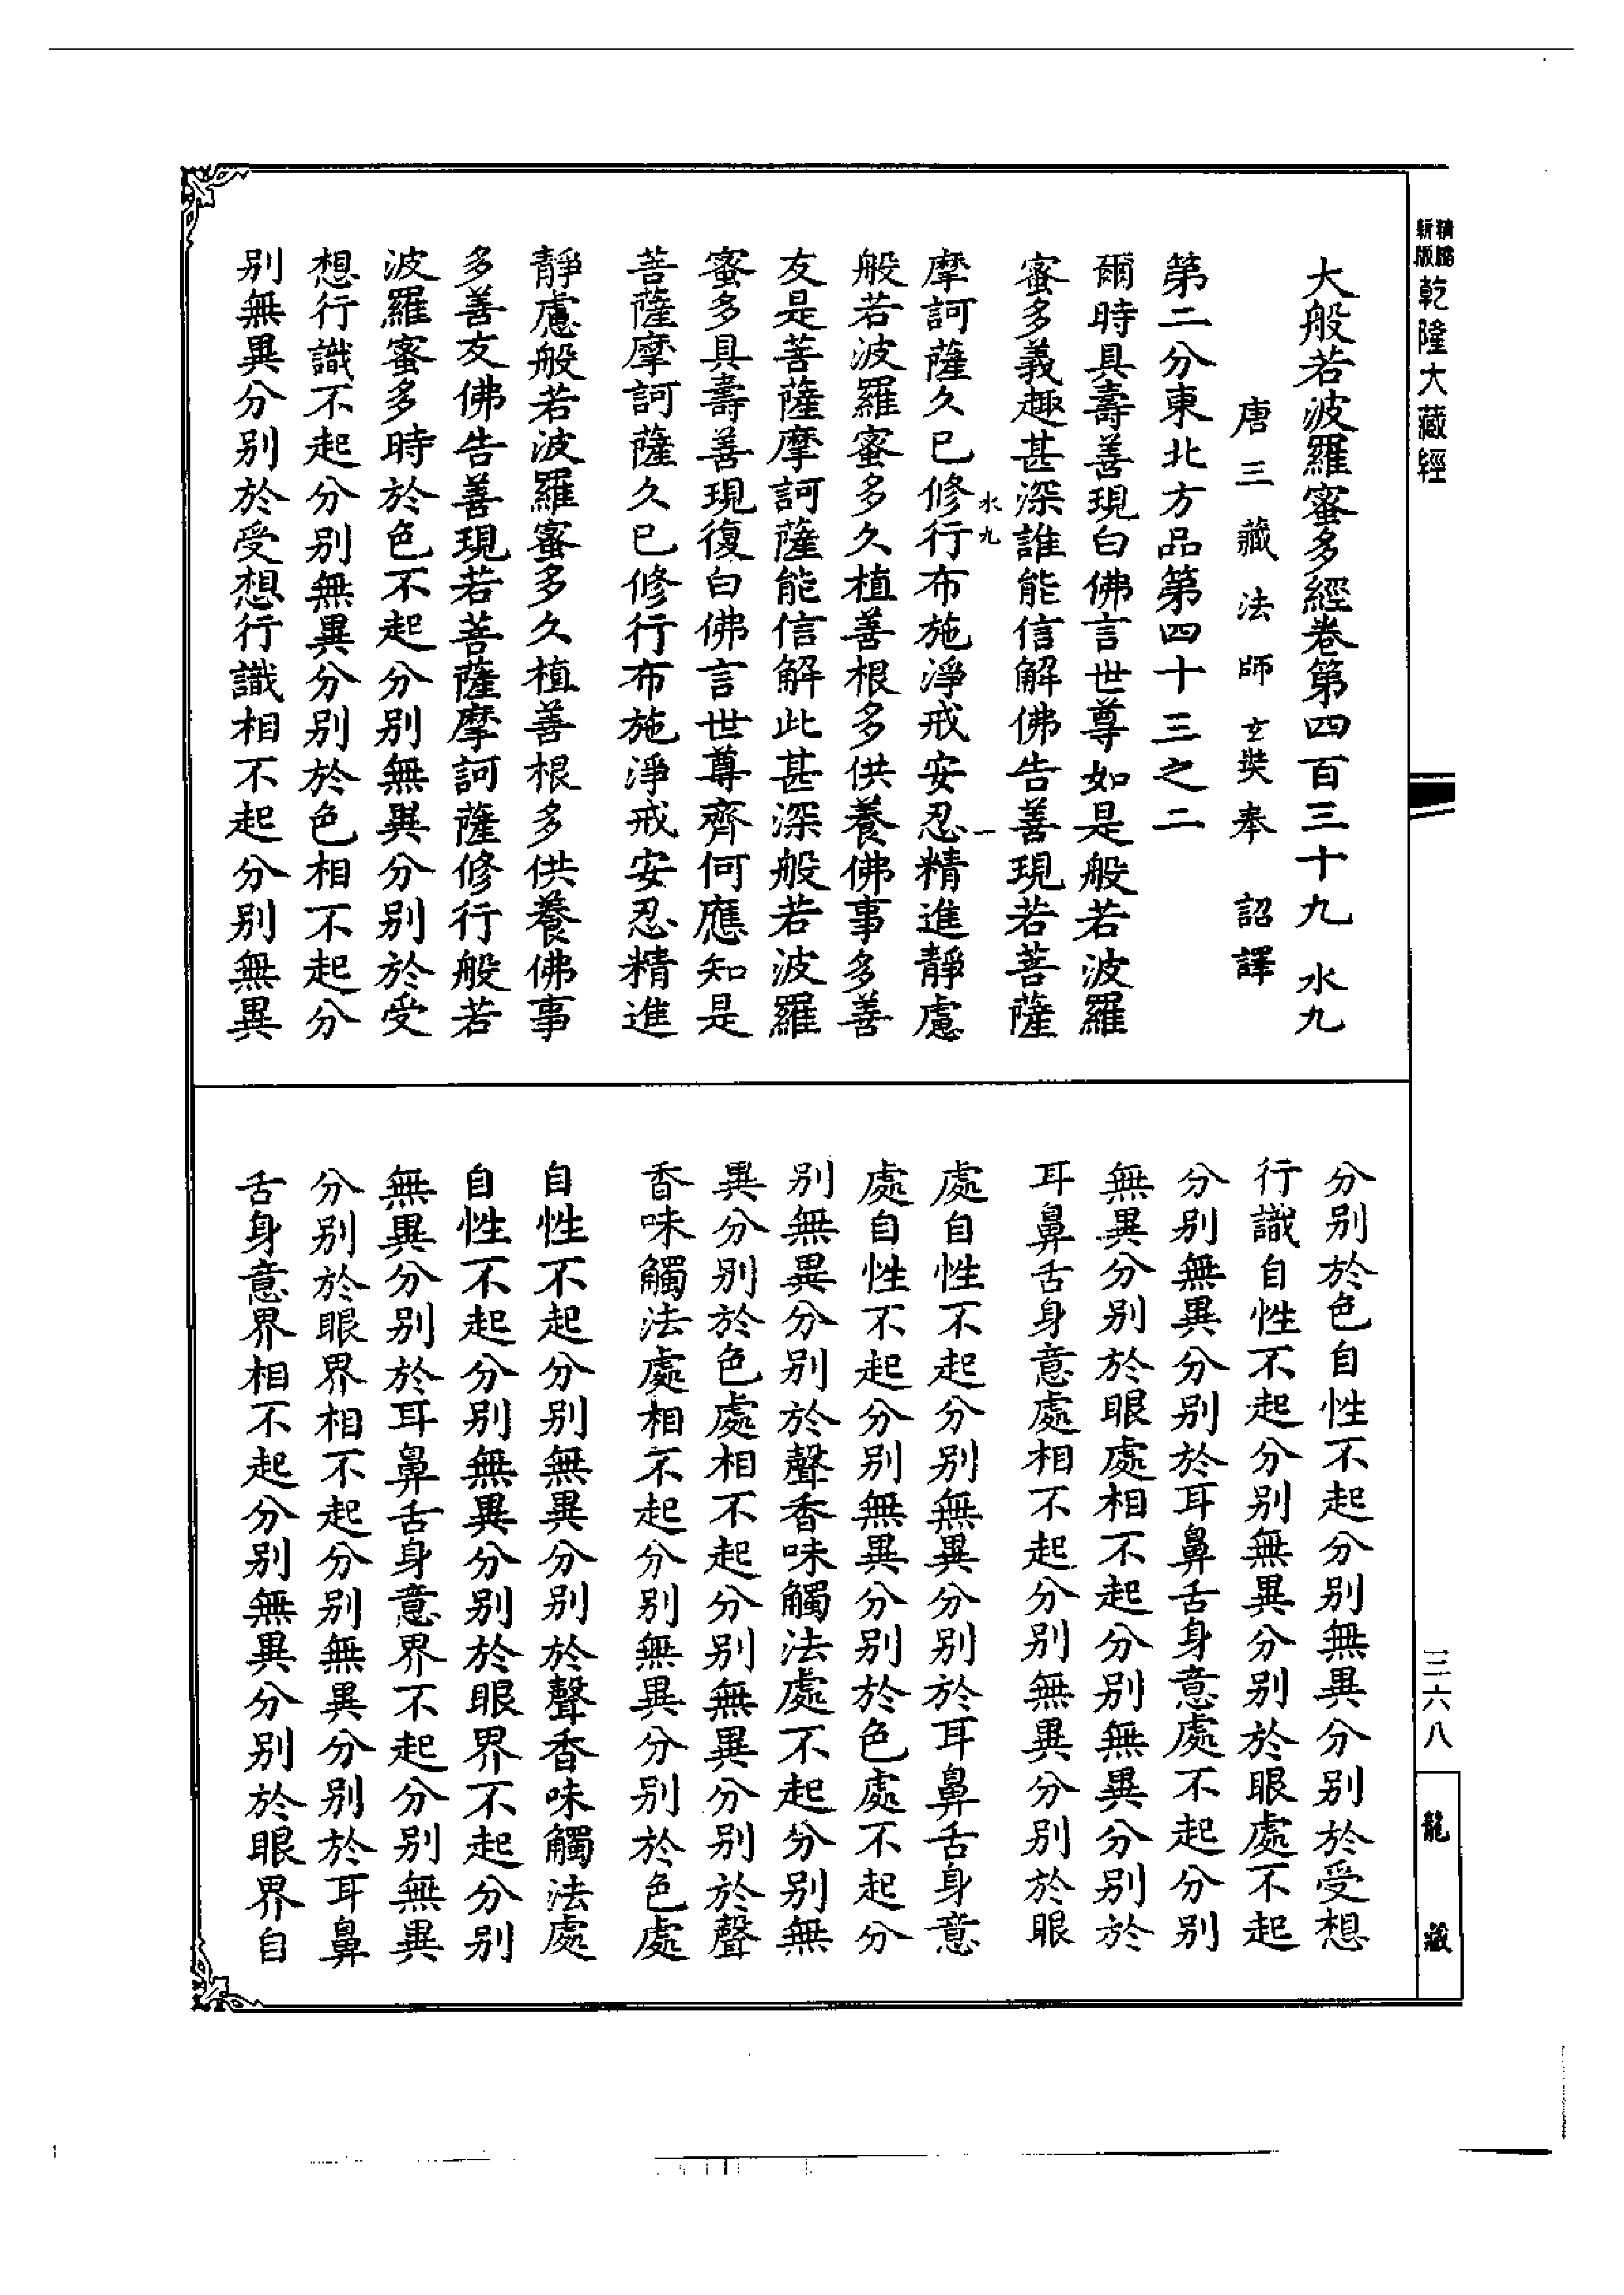 新版
精縮
乾隆大藏經
三六八
龍藏
大般若波羅蜜多經卷第四百三十九 水九
唐三藏法師玄奘奉 詔譯
第二分東北方品第四十三之二
爾時具壽善現白佛言世尊如是般若波羅
蜜多義趣甚深誰能信解佛告善現若菩薩
水九 一
摩訶薩久已修行布施淨戒安忍精進靜慮
般若波羅蜜多久植善根多供養佛事多善
友是菩薩摩訶薩能信解此甚深般若波羅
蜜多具壽善現復白佛言世尊齊何應知是
菩薩摩訶薩久已修行布施淨戒安忍精進
靜慮般若波羅蜜多久植善根多供養佛事
多善友佛告善現若菩薩摩訶薩修行般若
波羅蜜多時於色不起分別無異分別於受
想行識不起分別無異分別於色相不起分
別無異分別於受想行識相不起分別無異
分別於色自性不起分別無異分別於受想
行識自性不起分別無異分別於眼處不起
分別無異分別於耳鼻舌身意處不起分別
無異分別於眼處相不起分別無異分別於
耳鼻舌身意處相不起分別無異分別於眼
處自性不起分別無異分別於耳鼻舌身意
處自性不起分別無異分別於色處不起分
別無異分別於聲香味觸法處不起分別無
異分別於色處相不起分別無異分別於聲
香味觸法處相不起分別無異分別於色處
自性不起分別無異分別於聲香味觸法處
自性不起分別無異分別於眼界不起分別
無異分別於耳鼻舌身意界不起分別無異
分別於眼界相不起分別無異分別於耳鼻
舌身意界相不起分別無異分別於眼界自